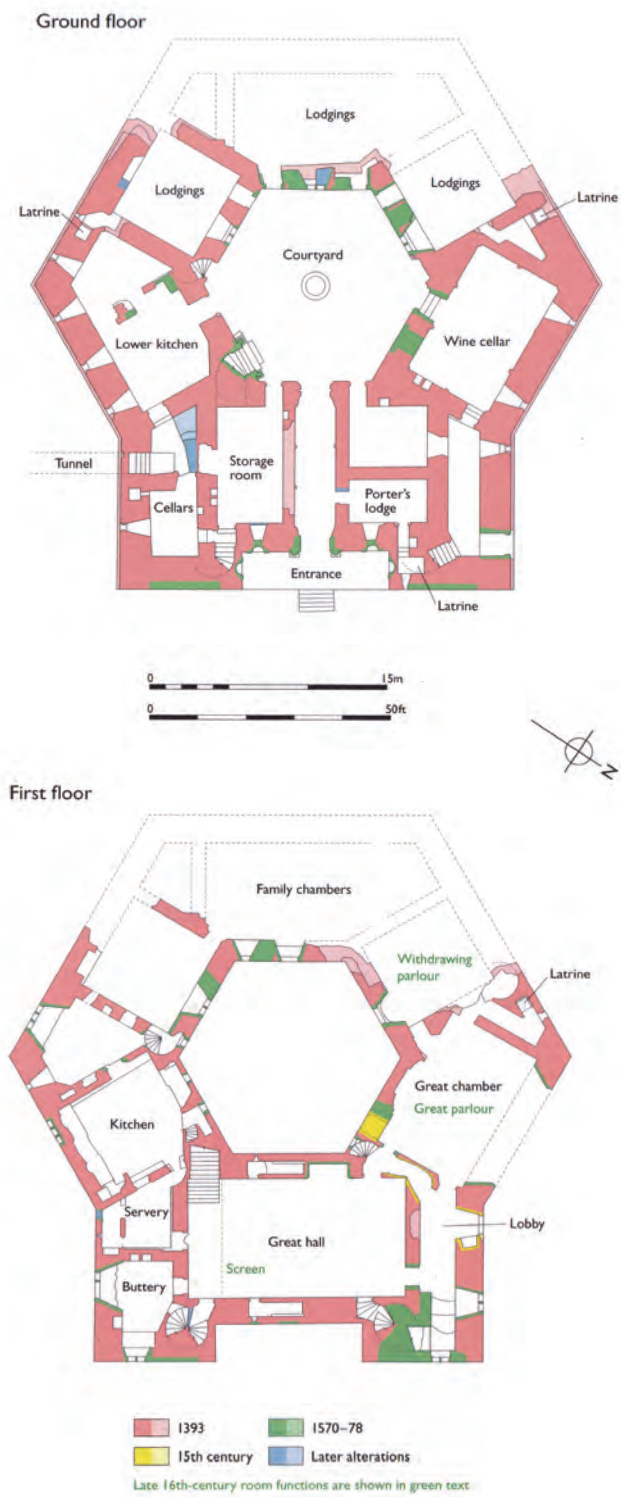 Ground floor
Lodgings
Lodgings
Lodgings
Latrine
Latrine
Courtyard
Lower kitchen
Wine cellar
Tunnel
Storage
room
Porter's
lodge
Cellars
Entrance
Latrine
0
15m
0
50ft
N
First floor
Family chambers
Withdrawing
parlour
Latrine
Great chamber
Great parlour
Kitchen
Servery
Lobby
Great hall
Screen
Buttery
1393
1570–78
15th century
Later alterations
Late 16th-century room functions are shown in green text